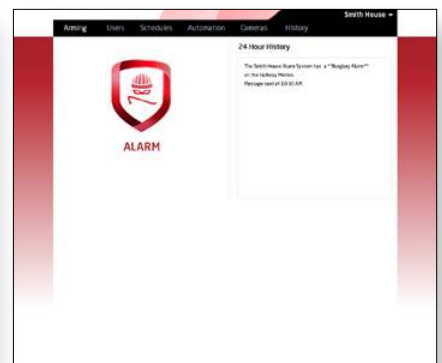 Smith House
Arming Users Schedules Automation Cameras History
24 Hour History
The Smith House Alarm System has a **Burglary Alarm**
on the Hallway Motion.
Message sent at 10:30 AM
ALARM